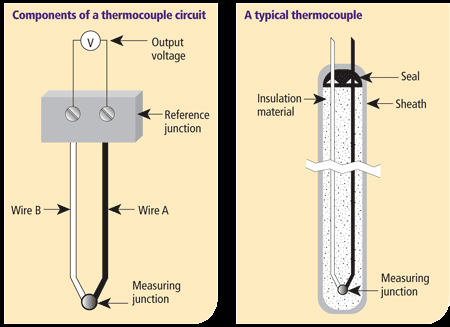 Components of a thermocouple circuit
V
Output
voltage
Reference
junction
Wire B
Wire A
Measuring
junction
A typical thermocouple
Seal
Insulation
material
Sheath
Measuring
junction